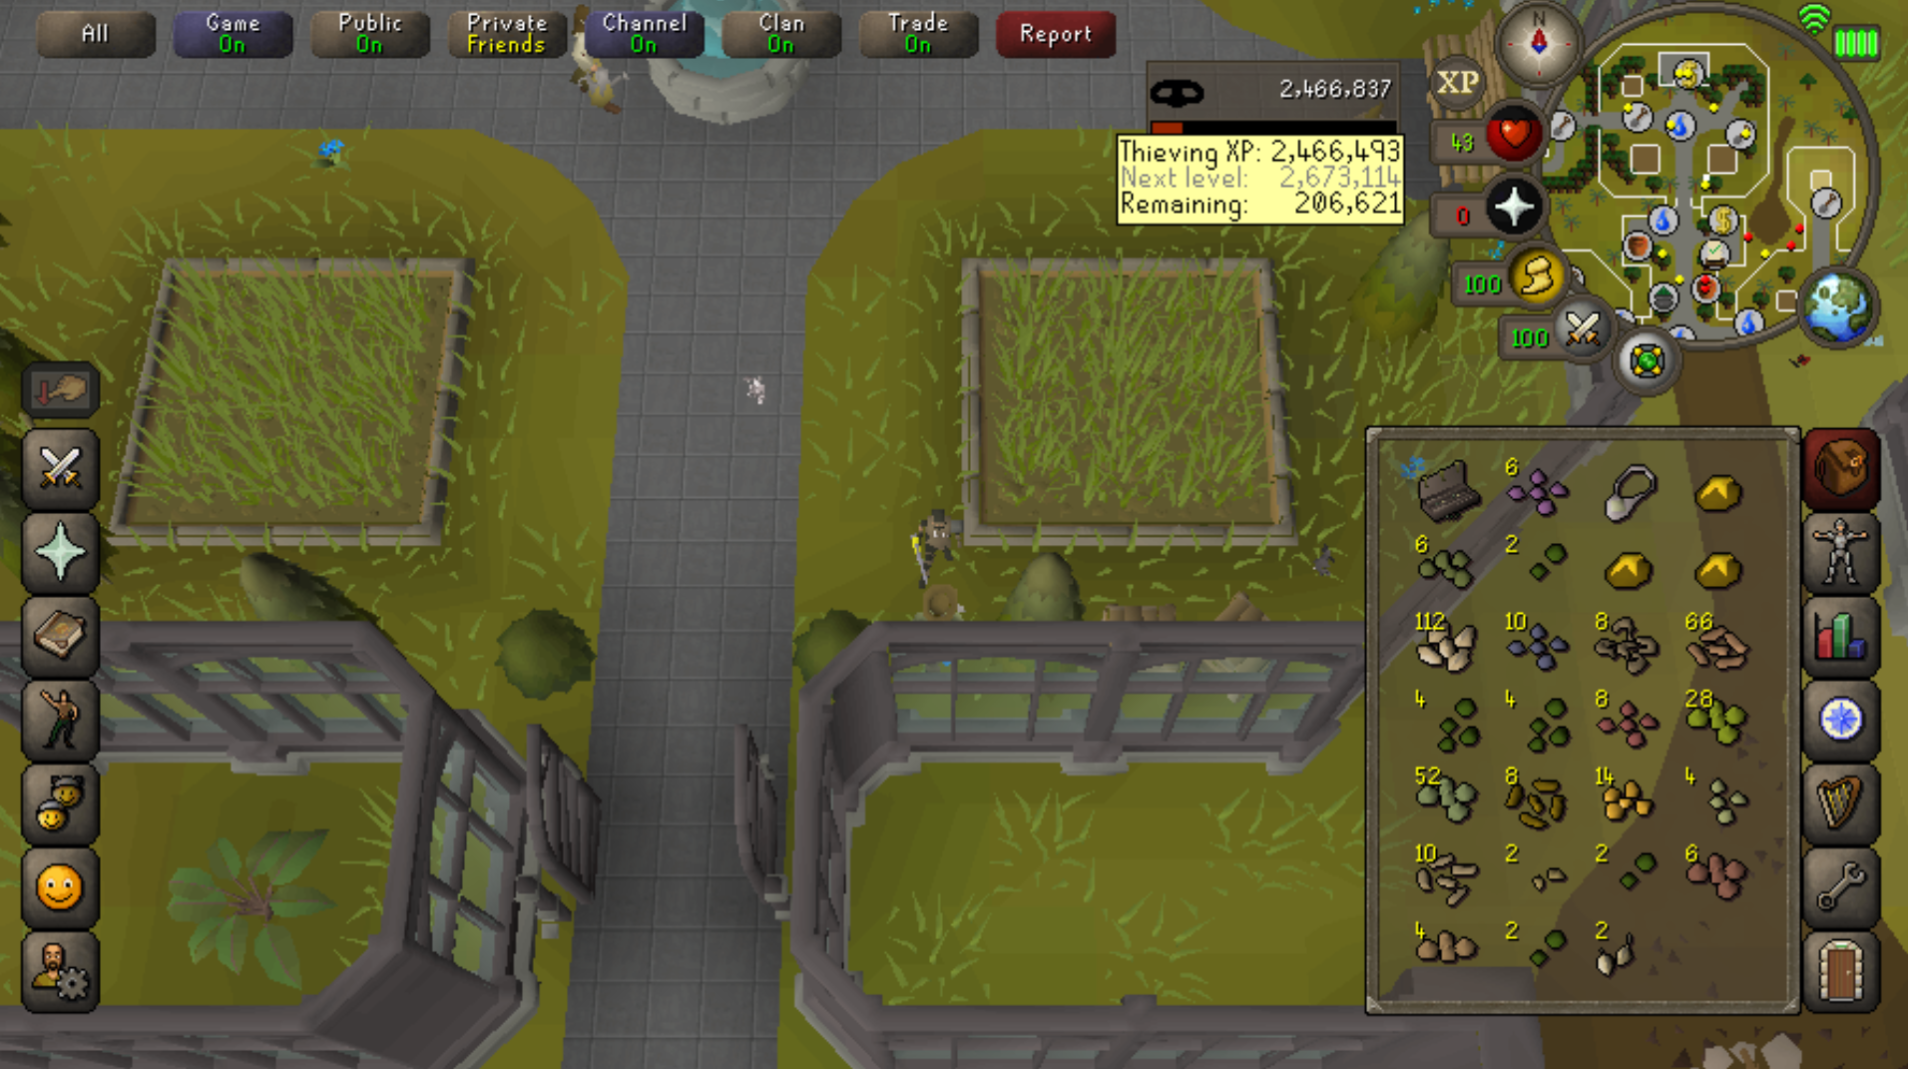 All
Game
On
Public
On
Private
Friends
Channel
On
Clan
On
Trade
On
Report
N
XP
2,466,837
Thieving XP: 2,466,493
Next level: 2,673,114
Remaining: 206,621
43
0
100
100
6
6
2
112
10
8
66
4
4
8
28
52
8
14
4
10
2
2
6
4
2
2